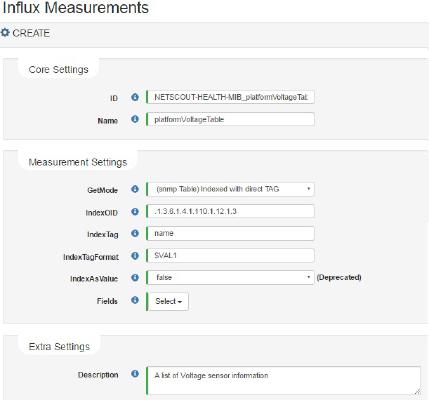 Influx Measurements
CREATE
Core Settings
ID NETSCOUT-HEALTH-MIB_platformVoltageTal
Name platformVoltageTable
Measurement Settings
GetMode (snmp Table) Indexed with direct TAG
IndexOID .1.3.6.1.4.1.110.1.12.1.3
IndexTag name
IndexTagFormat $VAL1
IndexAsValue false (Deprecated)
Fields Select
Extra Settings
Description A list of Voltage sensor information